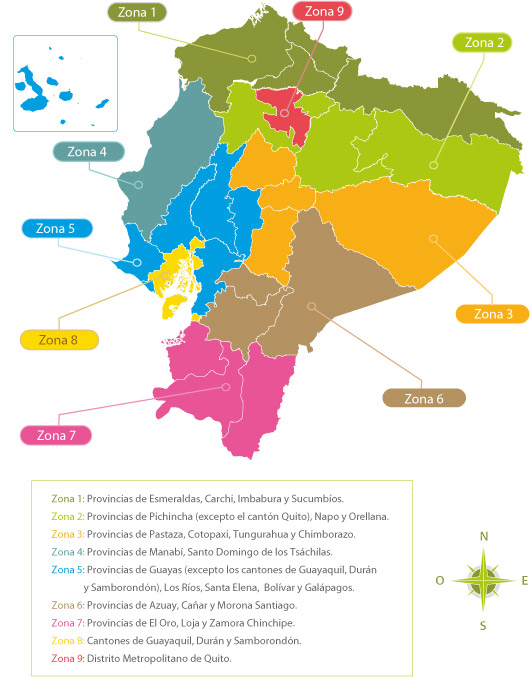 Zona 1
Zona 9
Zona 2
Zona 4
Zona 5
Zona 3
Zona 8
Zona 6
Zona 7
Zona 1: Provincias de Esmeraldas, Carchi, Imbabura y Sucumbíos.
Zona 2: Provincias de Pichincha (excepto el cantón Quito), Napo y Orellana.
Zona 3: Provincias de Pastaza, Cotopaxi, Tungurahua y Chimborazo.
Zona 4: Provincias de Manabí, Santo Domingo de los Tsáchilas.
Zona 5: Provincias de Guayas (excepto los cantones de Guayaquil, Durán
y Samborondón), Los Ríos, Santa Elena, Bolívar y Galápagos.
Zona 6: Provincias de Azuay, Cañar y Morona Santiago.
Zona 7: Provincias de El Oro, Loja y Zamora Chinchipe.
Zona 8: Cantones de Guayaquil, Durán y Samborondón.
Zona 9: Distrito Metropolitano de Quito.
N
O
E
S